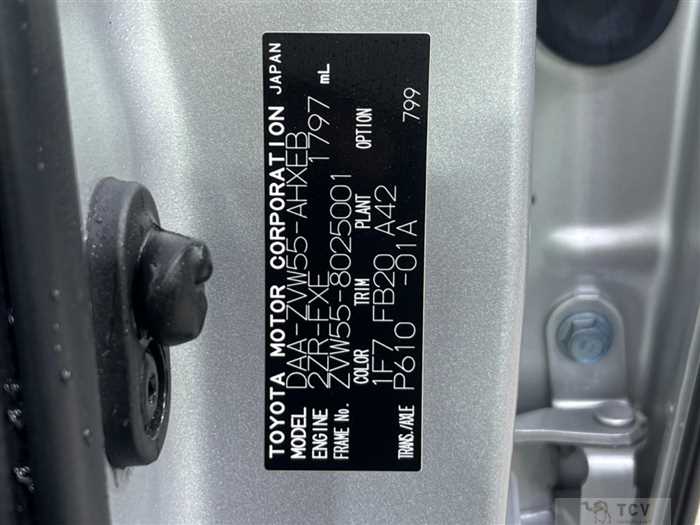 TOYOTA MOTOR CORPORATION JAPAN
MODEL DAA-ZVW55-AHXEB
ENGINE 2ZR-FXE 1797 mL
FRAME No. ZVW55-8025001
COLOR TRIM PLANT OPTION
1F7 FB20 A42
TRANS./AXLE P610 -01A 799
TCV